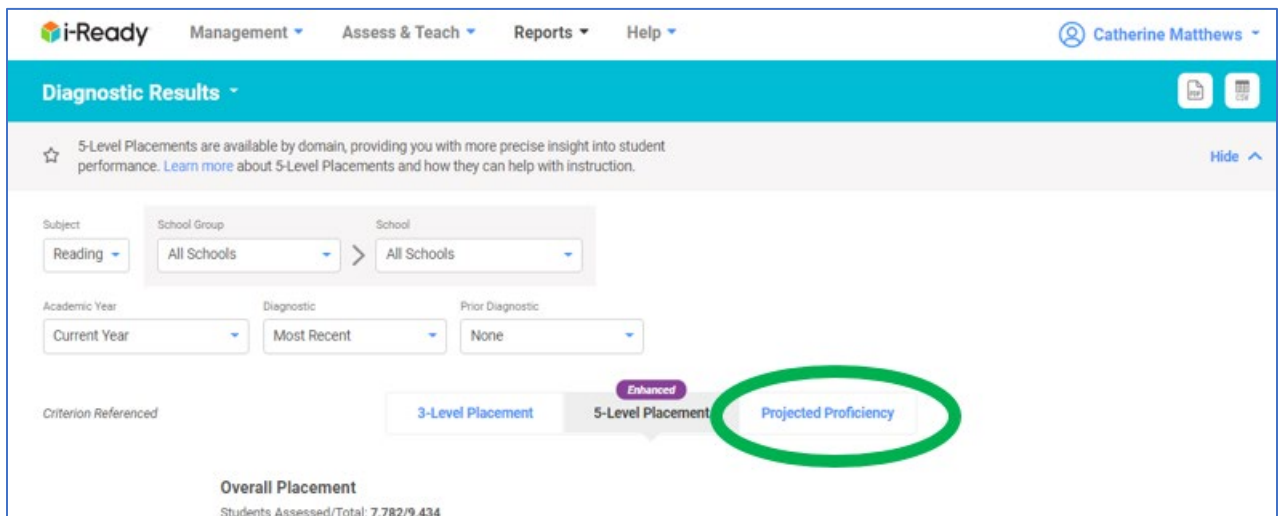 i-Ready Management Assess & Teach Reports Help Catherine Matthews
Diagnostic Results PDF CSV
5-Level Placements are available by domain, providing you with more precise insight into student
performance. Learn more about 5-Level Placements and how they can help with instruction.
Hide
Subject School Group School
Reading All Schools All Schools
Academic Year Diagnostic Prior Diagnostic
Current Year Most Recent None
Enhanced
Criterion Referenced 3-Level Placement 5-Level Placement Projected Proficiency
Overall Placement
Students Assessed/Total: 7,782/9,434